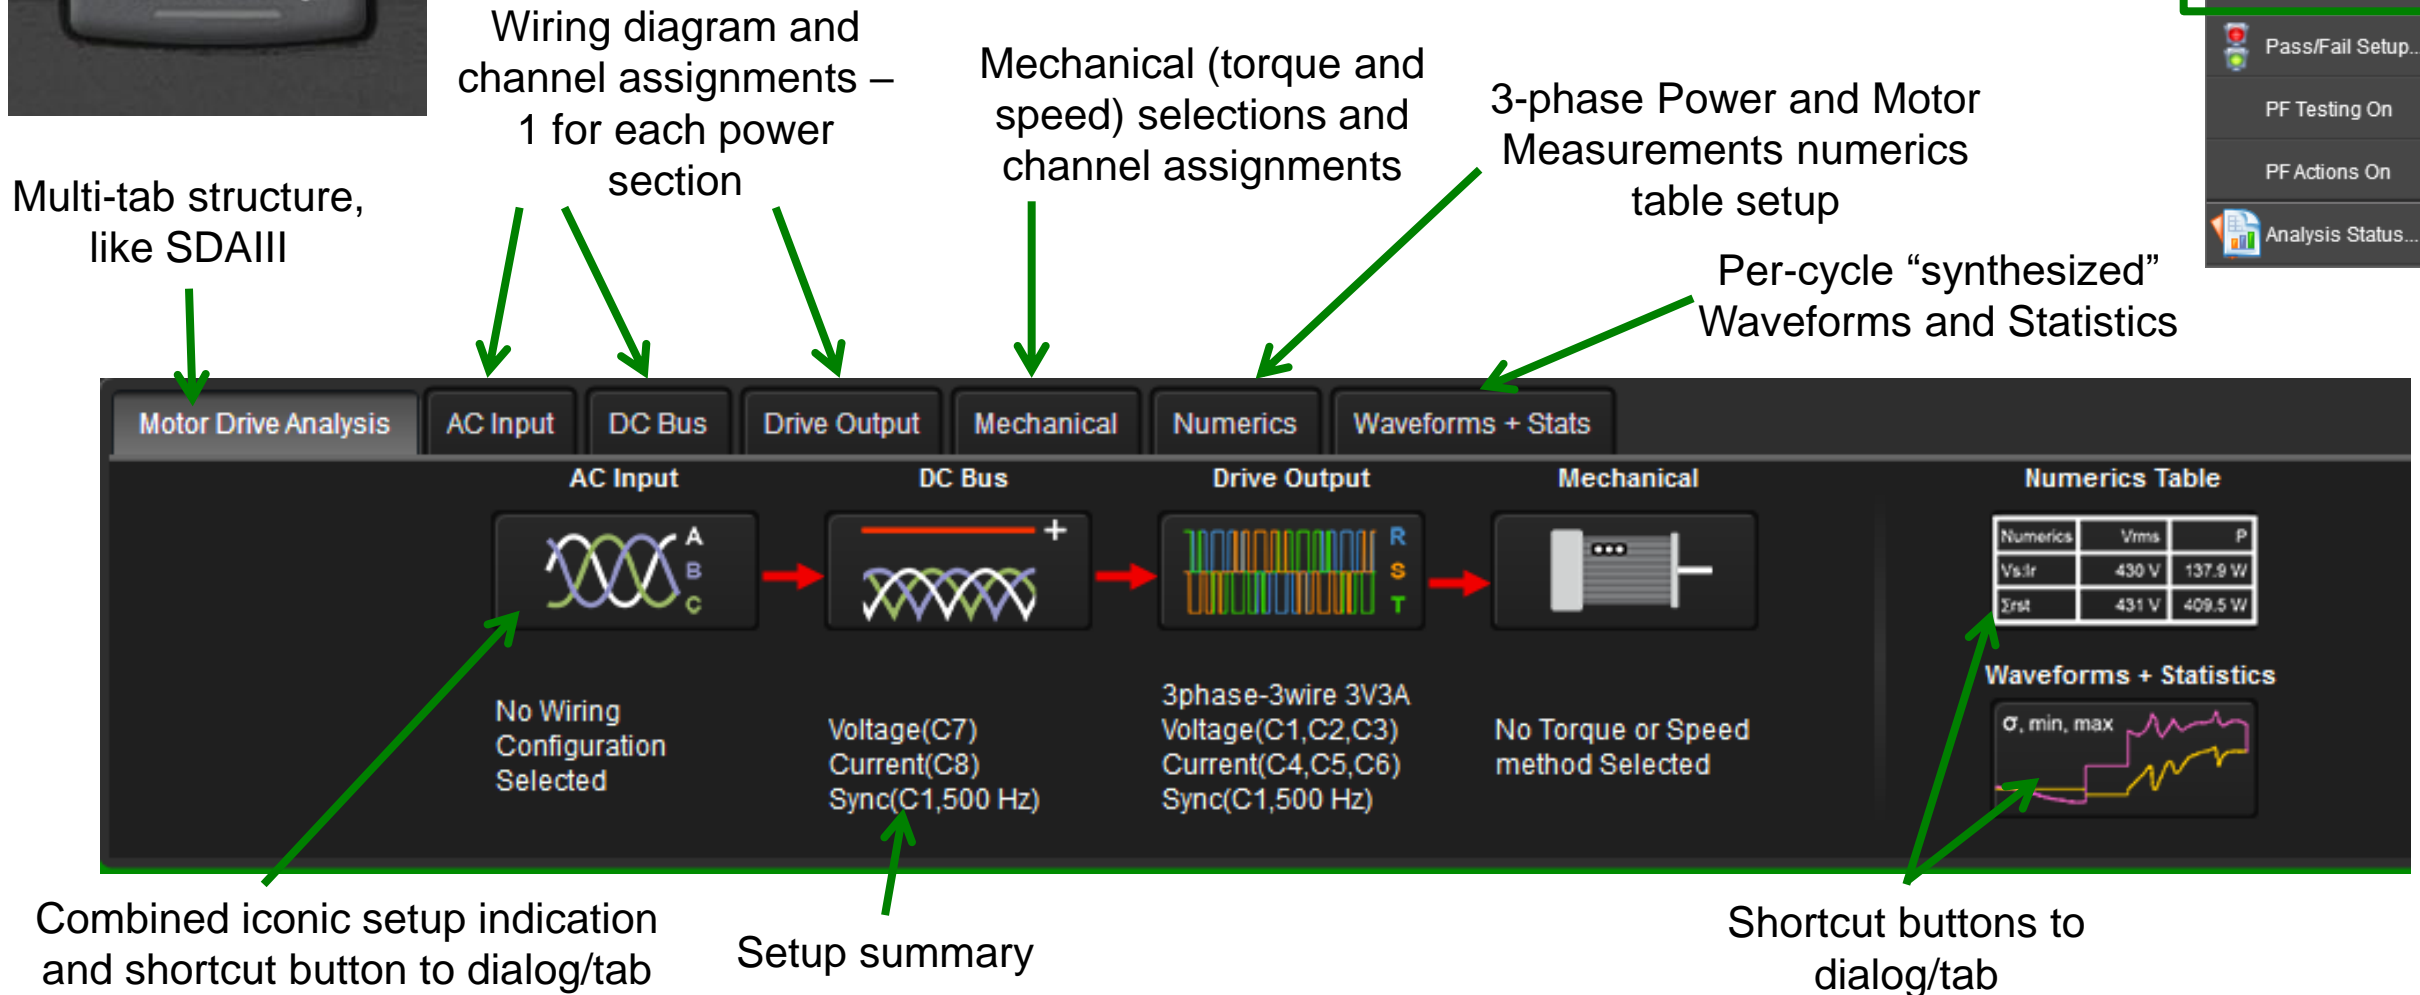 Wiring diagram and
channel assignments –
1 for each power
section
Mechanical (torque and
speed) selections and
channel assignments
3-phase Power and Motor
Measurements numerics
table setup
Pass/Fail Setup...
PF Testing On
PF Actions On
Analysis Status...
Multi-tab structure,
like SDAIII
Per-cycle “synthesized”
Waveforms and Statistics
Motor Drive Analysis
AC Input
DC Bus
Drive Output
Mechanical
Numerics
Waveforms + Stats
AC Input
DC Bus
Drive Output
Mechanical
Numerics Table
A
B
C
+
R
S
T
Numerics Vrms P
Vs:Ir 430 V 137.9 W
Σrst 431 V 409.5 W
Waveforms + Statistics
σ, min, max
No Wiring
Configuration
Selected
Voltage(C7)
Current(C8)
Sync(C1,500 Hz)
3phase-3wire 3V3A
Voltage(C1,C2,C3)
Current(C4,C5,C6)
Sync(C1,500 Hz)
No Torque or Speed
method Selected
Combined iconic setup indication
and shortcut button to dialog/tab
Setup summary
Shortcut buttons to
dialog/tab